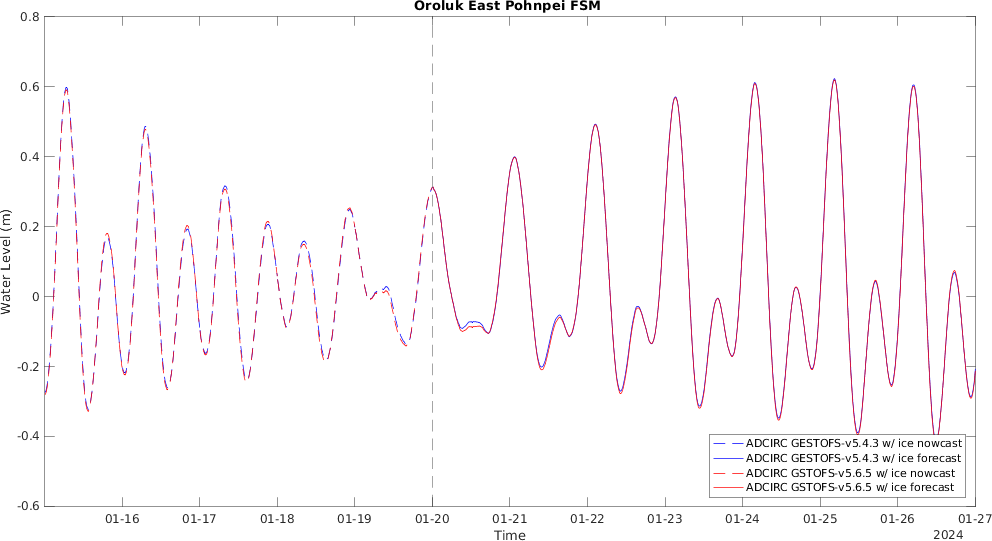 Oroluk East Pohnpei FSM
Water Level (m)
0.8
0.6
0.4
0.2
0
-0.2
-0.4
-0.6
ADCIRC GESTOFS-v5.4.3 w/ ice nowcast
ADCIRC GESTOFS-v5.4.3 w/ ice forecast
ADCIRC GSTOFS-v5.6.5 w/ ice nowcast
ADCIRC GSTOFS-v5.6.5 w/ ice forecast
01-16 01-17 01-18 01-19 01-20 01-21 01-22 01-23 01-24 01-25 01-26 01-27
Time
2024